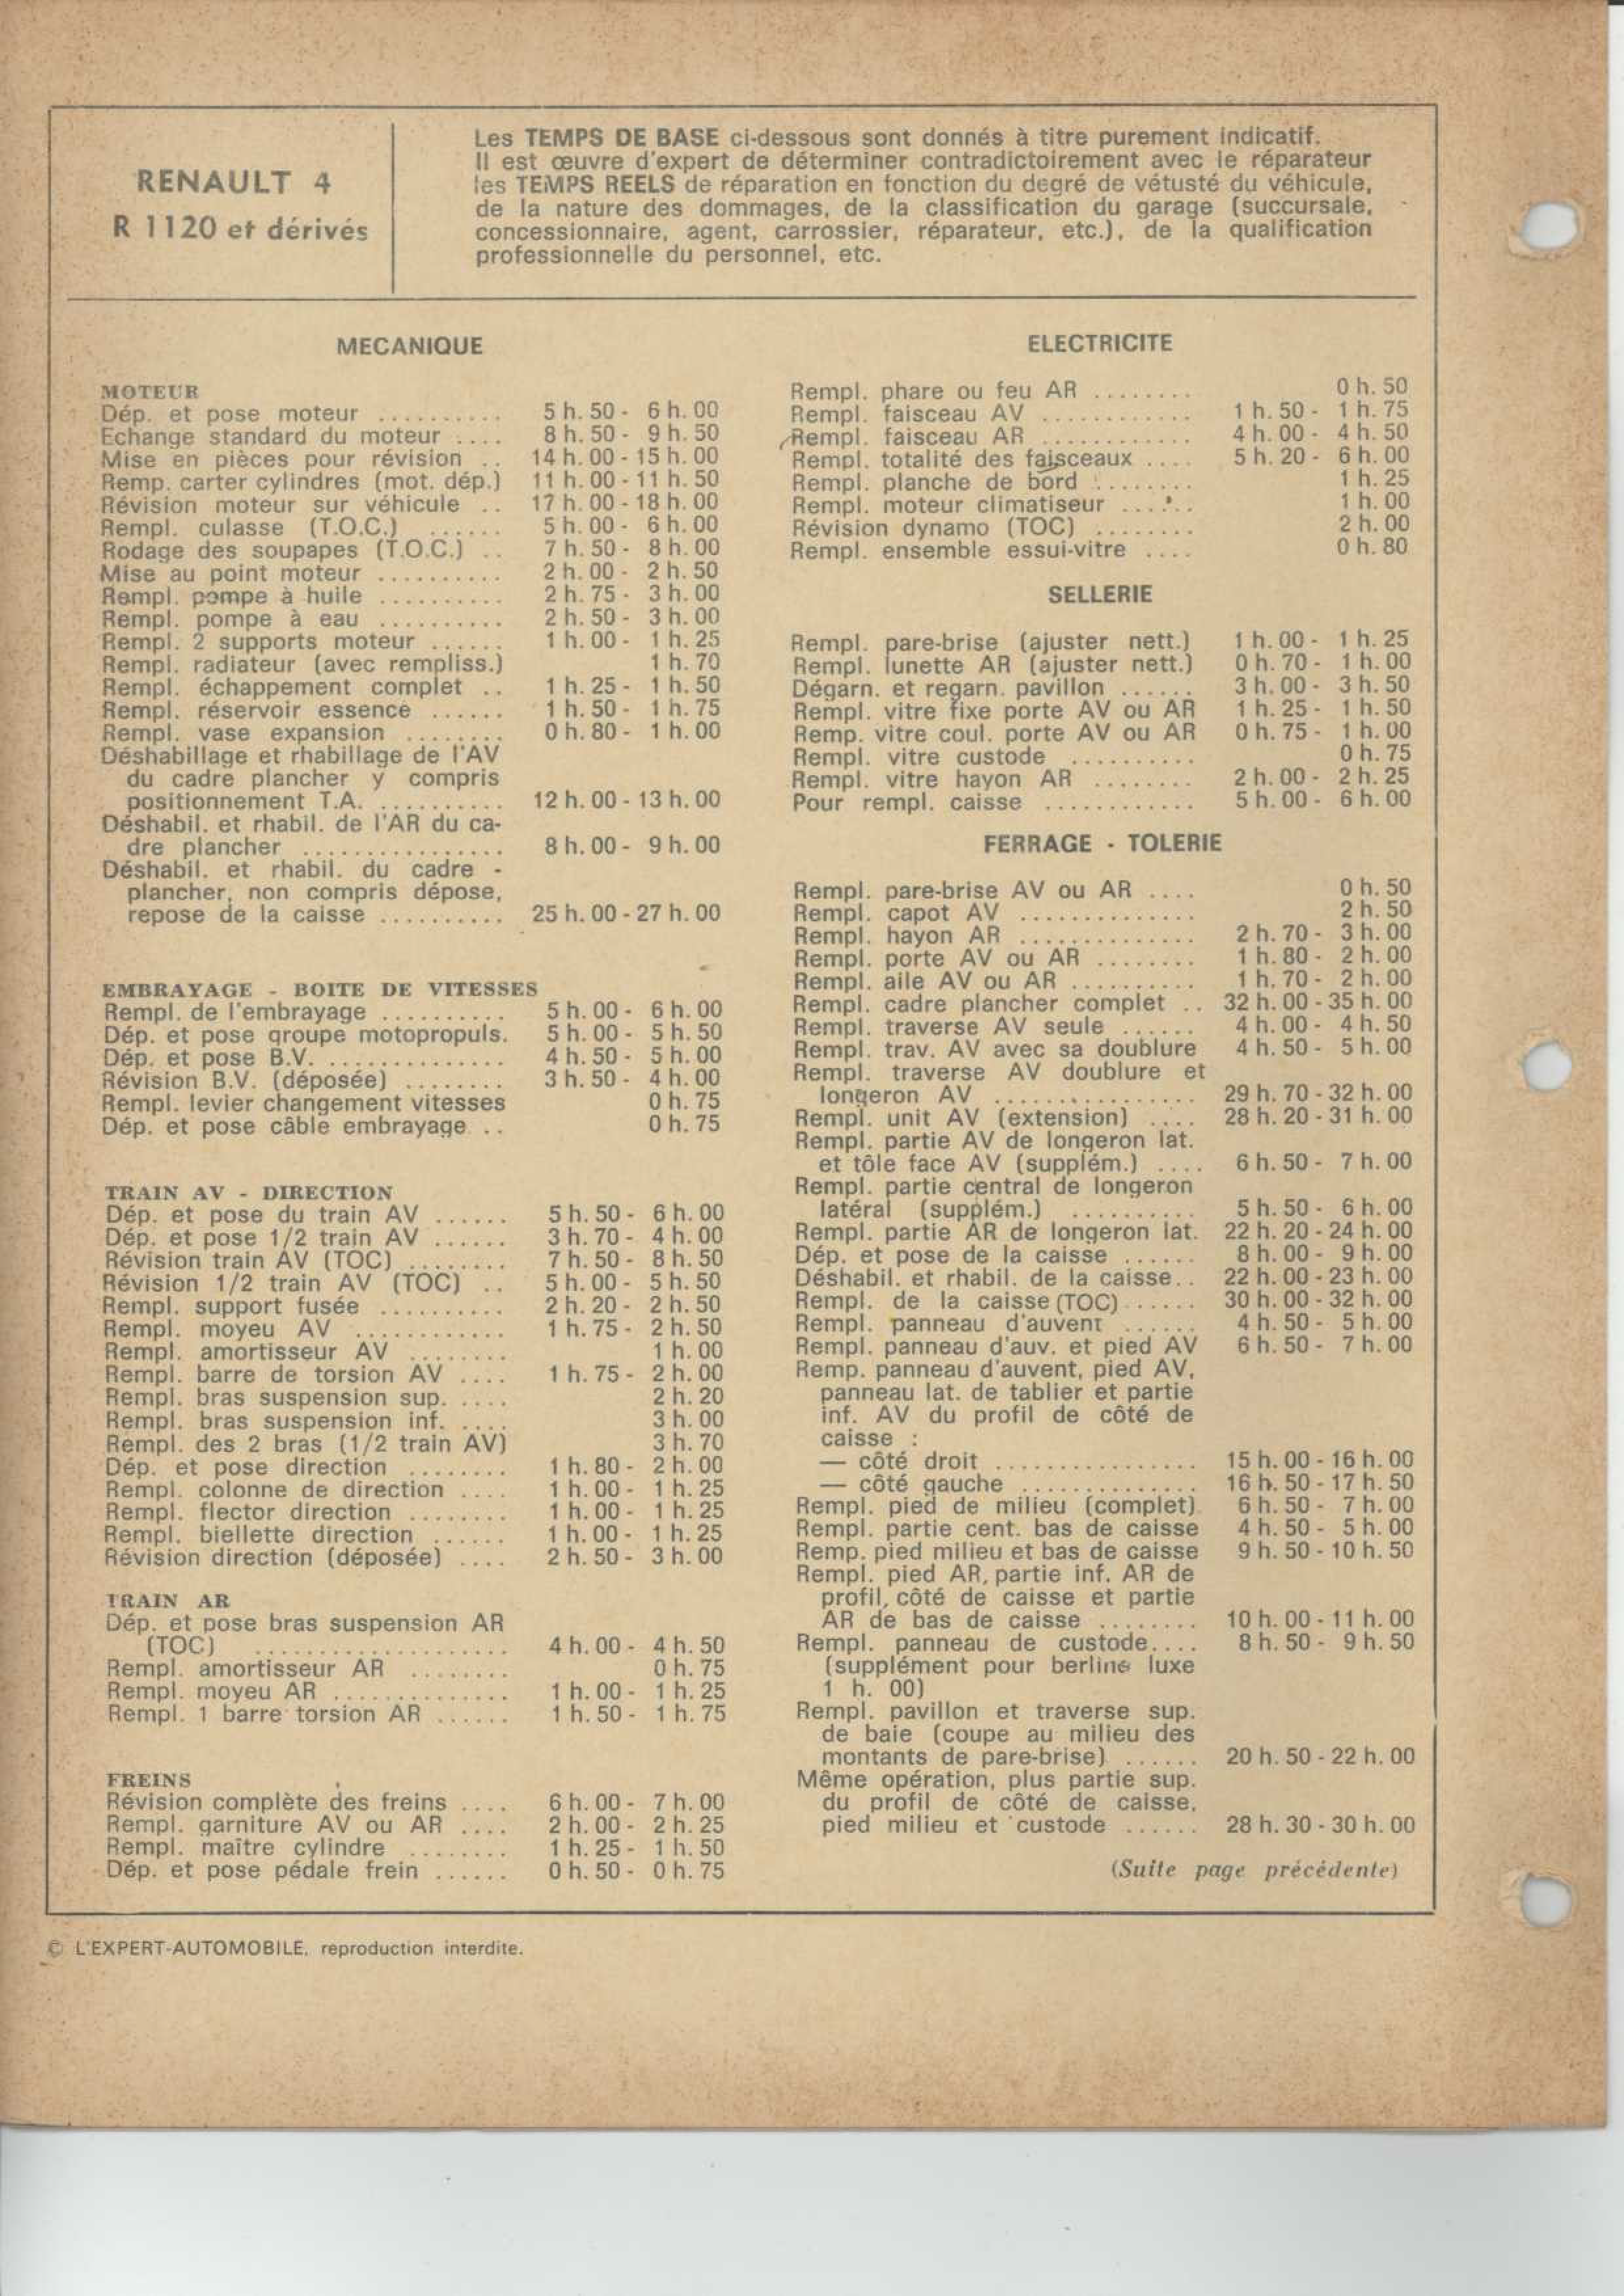 RENAULT 4
R 1120 et dérivés
Les TEMPS DE BASE ci-dessous sont donnés à titre purement indicatif.
Il est œuvre d'expert de déterminer contradictoirement avec le réparateur
les TEMPS REELS de réparation en fonction du degré de vétusté du véhicule,
de la nature des dommages, de la classification du garage (succursale,
concessionnaire, agent, carrossier, réparateur, etc.), de la qualification
professionnelle du personnel, etc.
MECANIQUE
MOTEUR
Dép. et pose moteur .......... 5 h. 50 - 6 h. 00
Echange standard du moteur .... 8 h. 50 - 9 h. 50
Mise en pièces pour révision .. 14 h. 00 - 15 h. 00
Remp. carter cylindres (mot. dép.) 11 h. 00 - 11 h. 50
Révision moteur sur véhicule .. 17 h. 00 - 18 h. 00
Rempl. culasse (T.O.C.) ...... 5 h. 00 - 6 h. 00
Rodage des soupapes (T.O.C.) .. 7 h. 50 - 8 h. 00
Mise au point moteur .......... 2 h. 00 - 2 h. 50
Rempl. pompe à huile .......... 2 h. 75 - 3 h. 00
Rempl. pompe à eau .......... 2 h. 50 - 3 h. 00
Rempl. 2 supports moteur ...... 1 h. 00 - 1 h. 25
Rempl. radiateur (avec rempliss.) 1 h. 70
Rempl. échappement complet .. 1 h. 25 - 1 h. 50
Rempl. réservoir essence ...... 1 h. 50 - 1 h. 75
Rempl. vase expansion ........ 0 h. 80 - 1 h. 00
Déshabillage et rhabillage de l'AV
du cadre plancher y compris
positionnement T.A. .......... 12 h. 00 - 13 h. 00
Déshabil. et rhabil. de l'AR du ca-
dre plancher ................ 8 h. 00 - 9 h. 00
Déshabil. et rhabil. du cadre -
plancher, non compris dépose,
repose de la caisse .......... 25 h. 00 - 27 h. 00
EMBRAYAGE - BOITE DE VITESSES
Rempl. de l'embrayage .......... 5 h. 00 - 6 h. 00
Dép. et pose groupe motopropuls. 5 h. 00 - 5 h. 50
Dép. et pose B.V. .............. 4 h. 50 - 5 h. 00
Révision B.V. (déposée) ........ 3 h. 50 - 4 h. 00
Rempl. levier changement vitesses 0 h. 75
Dép. et pose câble embrayage .. 0 h. 75
TRAIN AV - DIRECTION
Dép. et pose du train AV ...... 5 h. 50 - 6 h. 00
Dép. et pose 1/2 train AV ...... 3 h. 70 - 4 h. 00
Révision train AV (TOC) ........ 7 h. 50 - 8 h. 50
Révision 1/2 train AV (TOC) .. 5 h. 00 - 5 h. 50
Rempl. support fusée .......... 2 h. 20 - 2 h. 50
Rempl. moyeu AV ............ 1 h. 75 - 2 h. 50
Rempl. amortisseur AV ........ 1 h. 00
Rempl. barre de torsion AV .... 1 h. 75 - 2 h. 00
Rempl. bras suspension sup. .... 2 h. 20
Rempl. bras suspension inf. .... 3 h. 00
Rempl. des 2 bras (1/2 train AV) 3 h. 70
Dép. et pose direction ........ 1 h. 80 - 2 h. 00
Rempl. colonne de direction .... 1 h. 00 - 1 h. 25
Rempl. flector direction ........ 1 h. 00 - 1 h. 25
Rempl. biellette direction ...... 1 h. 00 - 1 h. 25
Révision direction (déposée) .... 2 h. 50 - 3 h. 00
TRAIN AR
Dép. et pose bras suspension AR
(TOC) .................... 4 h. 00 - 4 h. 50
Rempl. amortisseur AR ........ 0 h. 75
Rempl. moyeu AR .............. 1 h. 00 - 1 h. 25
Rempl. 1 barre torsion AR ...... 1 h. 50 - 1 h. 75
FREINS
Révision complète des freins .... 6 h. 00 - 7 h. 00
Rempl. garniture AV ou AR .... 2 h. 00 - 2 h. 25
Rempl. maître cylindre ........ 1 h. 25 - 1 h. 50
Dép. et pose pédale frein ...... 0 h. 50 - 0 h. 75
ELECTRICITE
Rempl. phare ou feu AR ........ 0 h. 50
Rempl. faisceau AV ............ 1 h. 50 - 1 h. 75
Rempl. faisceau AR ............ 4 h. 00 - 4 h. 50
Rempl. totalité des faisceaux .... 5 h. 20 - 6 h. 00
Rempl. planche de bord ........ 1 h. 25
Rempl. moteur climatiseur ...... 1 h. 00
Révision dynamo (TOC) ........ 2 h. 00
Rempl. ensemble essui-vitre .... 0 h. 80
SELLERIE
Rempl. pare-brise (ajuster nett.) 1 h. 00 - 1 h. 25
Rempl. lunette AR (ajuster nett.) 0 h. 70 - 1 h. 00
Dégarn. et regarn. pavillon ...... 3 h. 00 - 3 h. 50
Rempl. vitre fixe porte AV ou AR 1 h. 25 - 1 h. 50
Remp. vitre coul. porte AV ou AR 0 h. 75 - 1 h. 00
Rempl. vitre custode .......... 0 h. 75
Rempl. vitre hayon AR ........ 2 h. 00 - 2 h. 25
Pour rempl. caisse ............ 5 h. 00 - 6 h. 00
FERRAGE - TOLERIE
Rempl. pare-brise AV ou AR .... 0 h. 50
Rempl. capot AV .............. 2 h. 50
Rempl. hayon AR .............. 2 h. 70 - 3 h. 00
Rempl. porte AV ou AR ........ 1 h. 80 - 2 h. 00
Rempl. aile AV ou AR .......... 1 h. 70 - 2 h. 00
Rempl. cadre plancher complet .. 32 h. 00 - 35 h. 00
Rempl. traverse AV seule ...... 4 h. 00 - 4 h. 50
Rempl. trav. AV avec sa doublure 4 h. 50 - 5 h. 00
Rempl. traverse AV doublure et
longeron AV ................ 29 h. 70 - 32 h. 00
Rempl. unit AV (extension) .... 28 h. 20 - 31 h. 00
Rempl. partie AV de longeron lat.
et tôle face AV (supplém.) .... 6 h. 50 - 7 h. 00
Rempl. partie central de longeron
latéral (supplém.) .......... 5 h. 50 - 6 h. 00
Rempl. partie AR de longeron lat. 22 h. 20 - 24 h. 00
Dép. et pose de la caisse ...... 8 h. 00 - 9 h. 00
Déshabil. et rhabil. de la caisse.. 22 h. 00 - 23 h. 00
Rempl. de la caisse (TOC) ...... 30 h. 00 - 32 h. 00
Rempl. panneau d'auvent ...... 4 h. 50 - 5 h. 00
Rempl. panneau d'auv. et pied AV 6 h. 50 - 7 h. 00
Remp. panneau d'auvent, pied AV,
panneau lat. de tablier et partie
inf. AV du profil de côté de
caisse :
— côté droit ................ 15 h. 00 - 16 h. 00
— côté gauche .............. 16 h. 50 - 17 h. 50
Rempl. pied de milieu (complet) 6 h. 50 - 7 h. 00
Rempl. partie cent. bas de caisse 4 h. 50 - 5 h. 00
Remp. pied milieu et bas de caisse 9 h. 50 - 10 h. 50
Rempl. pied AR, partie inf. AR de
profil, côté de caisse et partie
AR de bas de caisse ........ 10 h. 00 - 11 h. 00
Rempl. panneau de custode.... 8 h. 50 - 9 h. 50
(supplément pour berline luxe
1 h. 00)
Rempl. pavillon et traverse sup.
de baie (coupe au milieu des
montants de pare-brise) ...... 20 h. 50 - 22 h. 00
Même opération, plus partie sup.
du profil de côté de caisse,
pied milieu et custode ...... 28 h. 30 - 30 h. 00
(Suite page précédente)
© L'EXPERT-AUTOMOBILE, reproduction interdite.